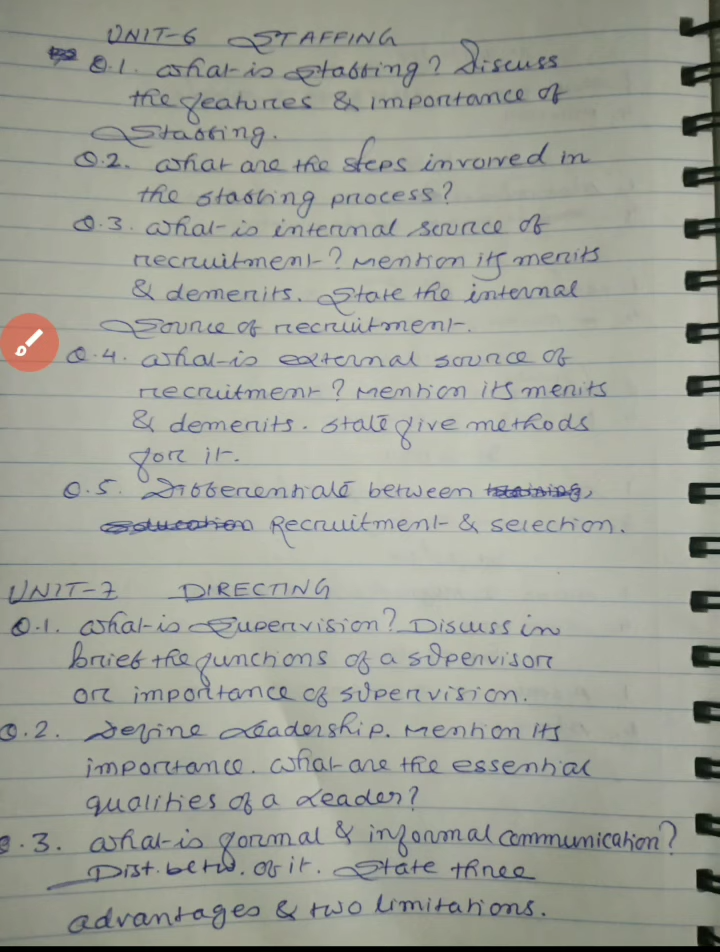 UNIT-6 STAFFING
Q.1. What is Staffing? Discuss
the features & importance of
Staffing.
Q.2. What are the steps involved in
the staffing process?
Q.3. What is internal source of
recruitment? Mention its merits
& demerits. State the internal
Source of recruitment.
Q.4. What is external source of
recruitment? Mention its merits
& demerits. State five methods
for it.
Q.5. Differentiate between training,
education Recruitment & selection.
UNIT-7 DIRECTING
Q.1. What is Supervision? Discuss in
brief the functions of a supervisor
or importance of supervision.
Q.2. Define Leadership. Mention its
importance. What are the essential
qualities of a Leader?
Q.3. What is formal & informal communication?
Dist. betw. of it. State three
advantages & two limitations.